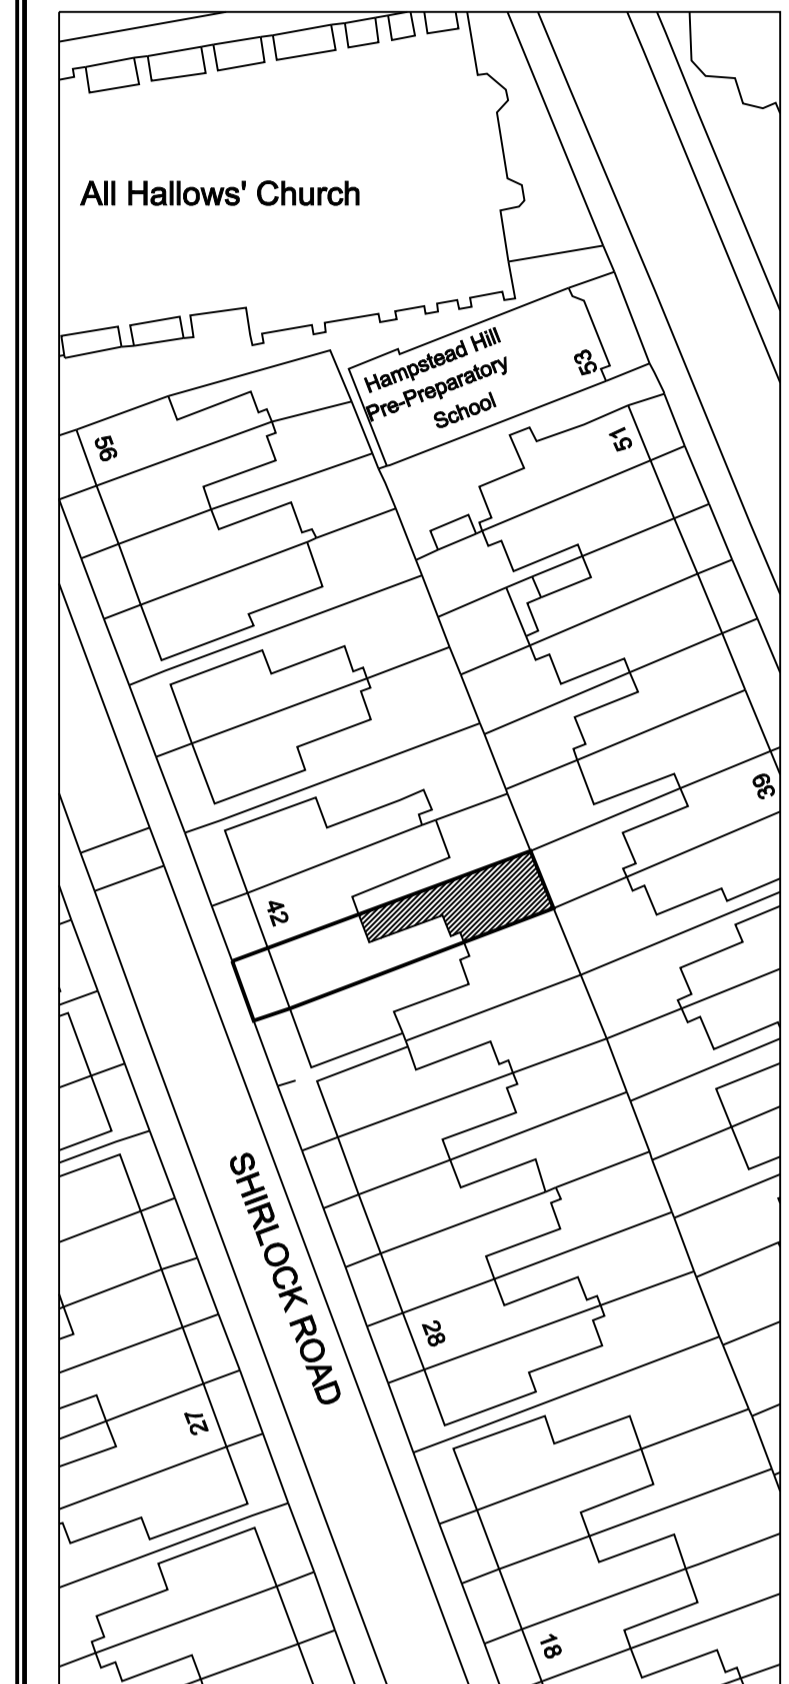 All Hallows' Church
Hampstead Hill
Pre-Preparatory
School
53
51
56
39
42
SHIRLOCK ROAD
28
27
18